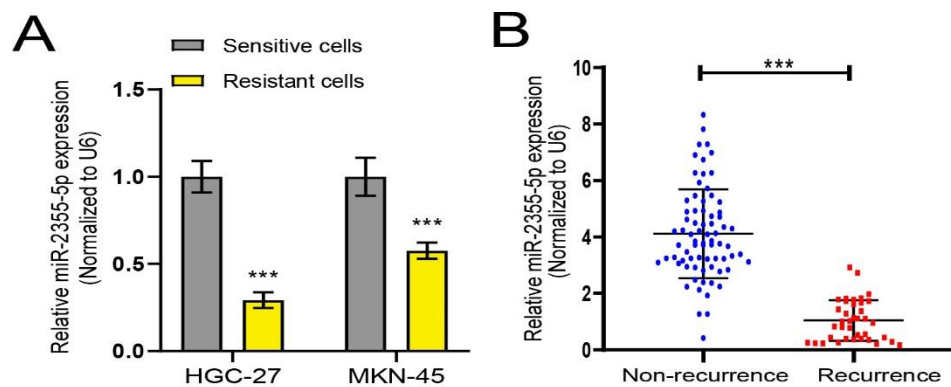 A
Sensitive cells
Resistant cells
Relative miR-2355-5p expression
(Normalized to U6)
1.5
1.0
0.5
0.0
***
***
HGC-27
MKN-45
B
Relative miR-2355-5p expression
(Normalized to U6)
10
8
6
4
2
0
***
Non-recurrence
Recurrence